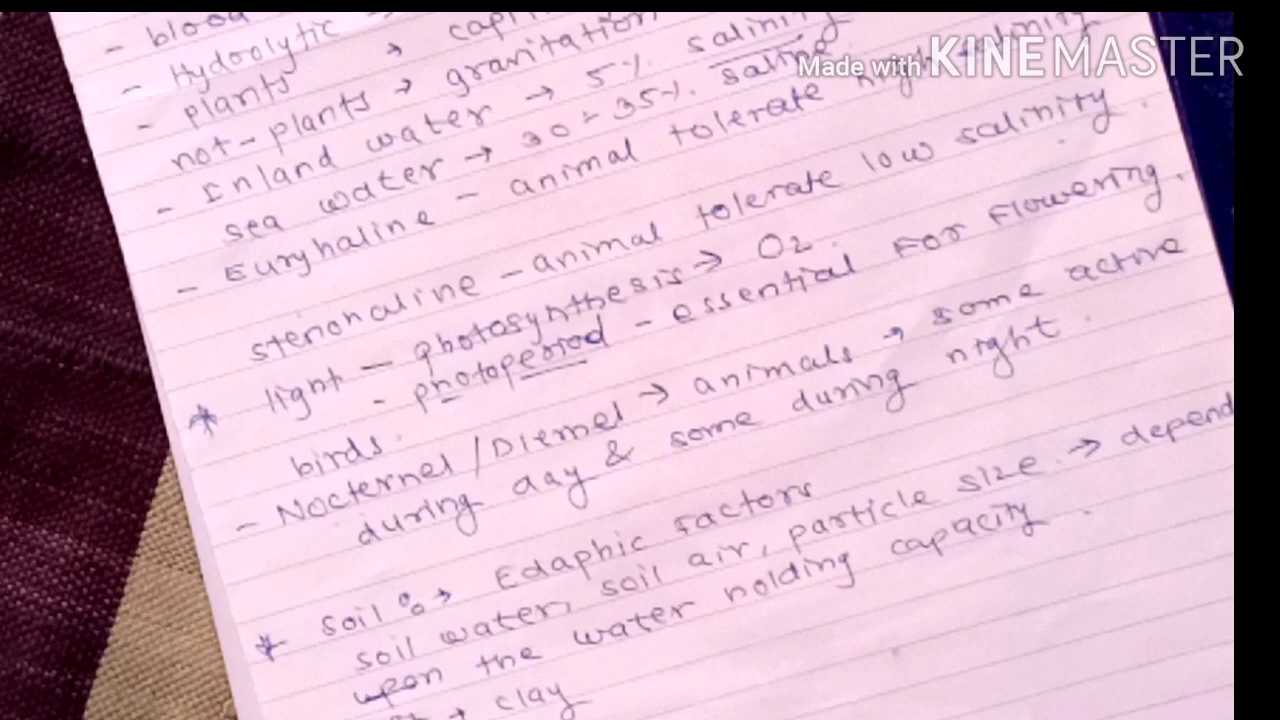 - blood
- Hydrolytic
- plants → capi
not-plants → gravitation
- Inland water → 5% salinity
sea water → 30-35% saline
- Euryhaline - animal tolerate high salinity
stenohaline - animal tolerate low salinity.
* light - photosynthesis → O2.
- photoperiod - essential for flowering.
birds.
- Nocternel / Diernel → animals → some active
during day & some during night.
* soil % → Edaphic factors
soil water, soil air, particle size → depend
upon the water holding capacity.
→ clay
Made with KINEMASTER